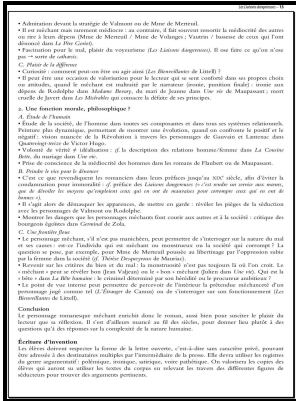 Les Liaisons dangereuses – 15
• Admiration devant la stratégie de Valmont ou de Mme de Merteuil.
• Il est méchant mais rarement médiocre : au contraire, il fait souvent ressortir la médiocrité des autres
ou rire à leurs dépens (Mme de Merteuil / Mme de Volanges ; Vautrin / bassesse de ceux qui l'ont
dénoncé dans Le Père Goriot).
• Fascination pour le mal, plaisir du voyeurisme (Les Liaisons dangereuses). Il ose faire ce qu'on n'ose
pas → sorte de catharsis.
C. Plaisir de la différence
• Curiosité : comment peut-on être ou agir ainsi (Les Bienveillantes de Littell) ?
• Il peut être une occasion de valorisation pour le lecteur qui se sent conforté dans ses propres choix
ou attitudes, quand le méchant est maltraité par le narrateur (ironie, punition finale) : ironie aux
dépens de Rodolphe dans Madame Bovary, du mari de Jeanne dans Une vie de Maupassant ; mort
cruelle de Javert dans Les Misérables qui consacre la défaite de ses principes.
2. Une fonction morale, philosophique ?
A. Étude de l'humain
• Étude de la société, de l'homme dans toutes ses composantes et dans tous ses systèmes relationnels.
Peinture plus dynamique, permettant de montrer une évolution, quand on confronte le positif et le
négatif : vision nuancée de la Révolution à travers les personnages de Gauvain et Lantenac dans
Quatrevingt-treize de Victor Hugo.
• Volonté de vérité et d'édification : cf. la description des relations homme/femme dans La Cousine
Bette, du mariage dans Une vie.
• Prise de conscience de la médiocrité des hommes dans les romans de Flaubert ou de Maupassant.
B. Peindre le vice pour le dénoncer
• C'est ce que revendiquent les romanciers dans leurs préfaces jusqu'au XIXe siècle, afin d'éviter la
condamnation pour immoralité : cf. préface des Liaisons dangereuses (« c'est rendre un service aux mœurs,
que de dévoiler les moyens qu'emploient ceux qui en ont de mauvaises pour corrompre ceux qui en ont de
bonnes »).
• Il s'agit alors de démasquer les apparences, de mettre en garde : révéler les pièges de la séduction
avec les personnages de Valmont ou Rodolphe.
• Montrer les dangers que les personnages méchants font courir aux autres et à la société : critique des
bourgeois égoïstes dans Germinal de Zola.
C. Une fonction floue
• Le personnage méchant, s'il n'est pas manichéen, peut permettre de s'interroger sur la nature du mal
et ses causes : est-ce l'individu qui est méchant ou monstrueux ou la société qui corrompt ? La
question se pose, par exemple, pour Mme de Merteuil poussée au libertinage par l'oppression subie
par la femme dans la société (cf. Troisième femme de Thérèse).
• Revenir sur les critères du bien et du mal : la monstruosité n'est pas toujours là où l'on croit. Le
« méchant » peut se révéler bon (Jean Valjean) ou le « bon » méchant (Julien dans Une vie). Qui est la
« bête » dans La Bête humaine : le criminel déterminé par son hérédité ou le procureur ambitieux ?
• Le point de vue interne peut permettre de percevoir de l'intérieur la prétendue méchanceté d'un
personnage jugé comme tel (L'Étranger de Camus) ou de s'interroger sur son fonctionnement (Les
Bienveillantes de Littell).
Conclusion
Le personnage romanesque méchant enrichit donc le roman, aussi bien pour susciter le plaisir du
lecteur que sa réflexion. Il s'est d'ailleurs nuancé au fil des siècles, pour donner lieu plutôt à des
questions qu'à des réponses sur la complexité de la nature humaine.
Écriture d'invention
Les élèves doivent respecter la forme de la lettre ouverte, c'est-à-dire sans caractère privé, pouvant
être adressée à des destinataires multiples par l'intermédiaire de la presse. Elle devra utiliser les registres
du genre argumentatif : polémique, ironique, satirique, voire pathétique. On valorisera les copies des
élèves qui auront su utiliser les textes du corpus en relevant les travers des différentes figures de
séducteurs pour trouver des arguments pertinents.